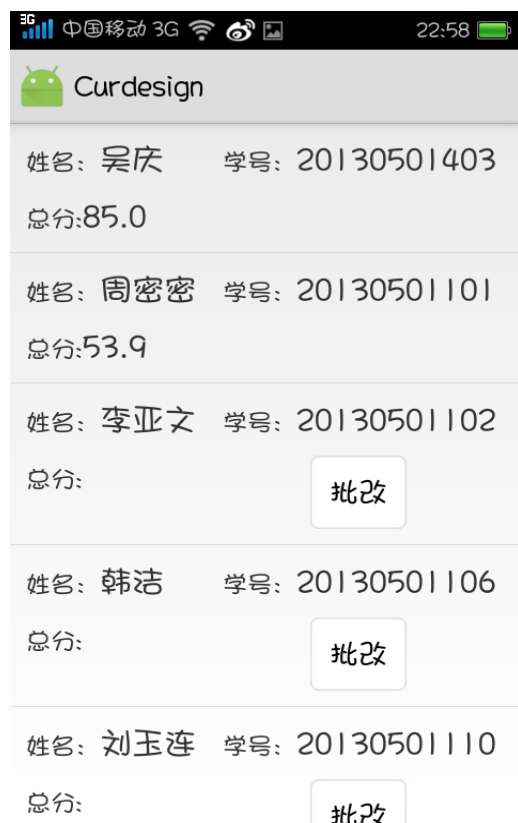 3G 中国移动 3G 22:58
Curdesign
姓名：吴庆 学号：20130501403
总分:85.0
姓名：周密密 学号：20130501101
总分:53.9
姓名：李亚文 学号：20130501102
总分: 批改
姓名：韩洁 学号：20130501106
总分: 批改
姓名：刘玉连 学号：20130501110
总分: 批改